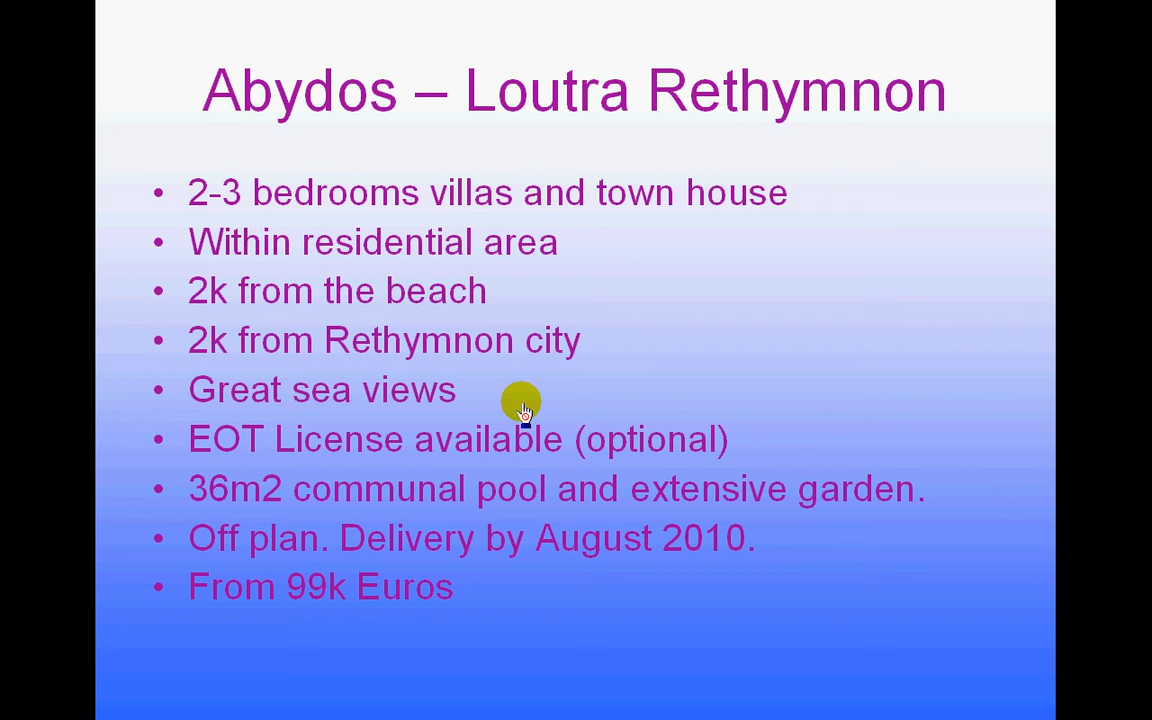 Abydos – Loutra Rethymnon
• 2-3 bedrooms villas and town house
• Within residential area
• 2k from the beach
• 2k from Rethymnon city
• Great sea views
• EOT License available (optional)
• 36m2 communal pool and extensive garden.
• Off plan. Delivery by August 2010.
• From 99k Euros